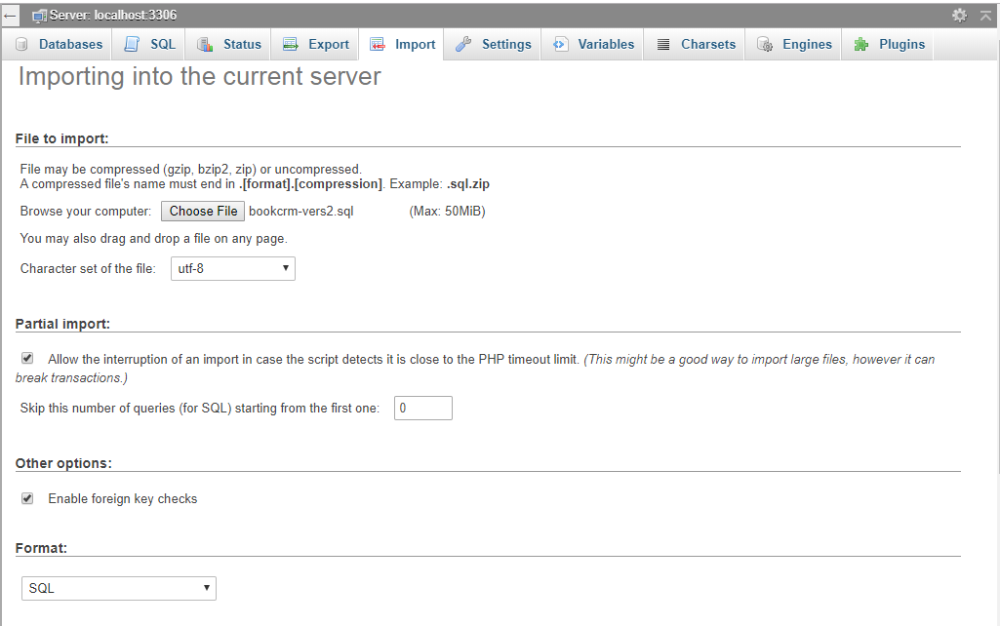 Server: localhost:3306
Databases SQL Status Export Import Settings Variables Charsets Engines Plugins
Importing into the current server
File to import:
File may be compressed (gzip, bzip2, zip) or uncompressed.
A compressed file's name must end in .[format].[compression]. Example: .sql.zip
Browse your computer: Choose File bookcrm-vers2.sql (Max: 50MiB)
You may also drag and drop a file on any page.
Character set of the file: utf-8
Partial import:
Allow the interruption of an import in case the script detects it is close to the PHP timeout limit. (This might be a good way to import large files, however it can
break transactions.)
Skip this number of queries (for SQL) starting from the first one: 0
Other options:
Enable foreign key checks
Format:
SQL